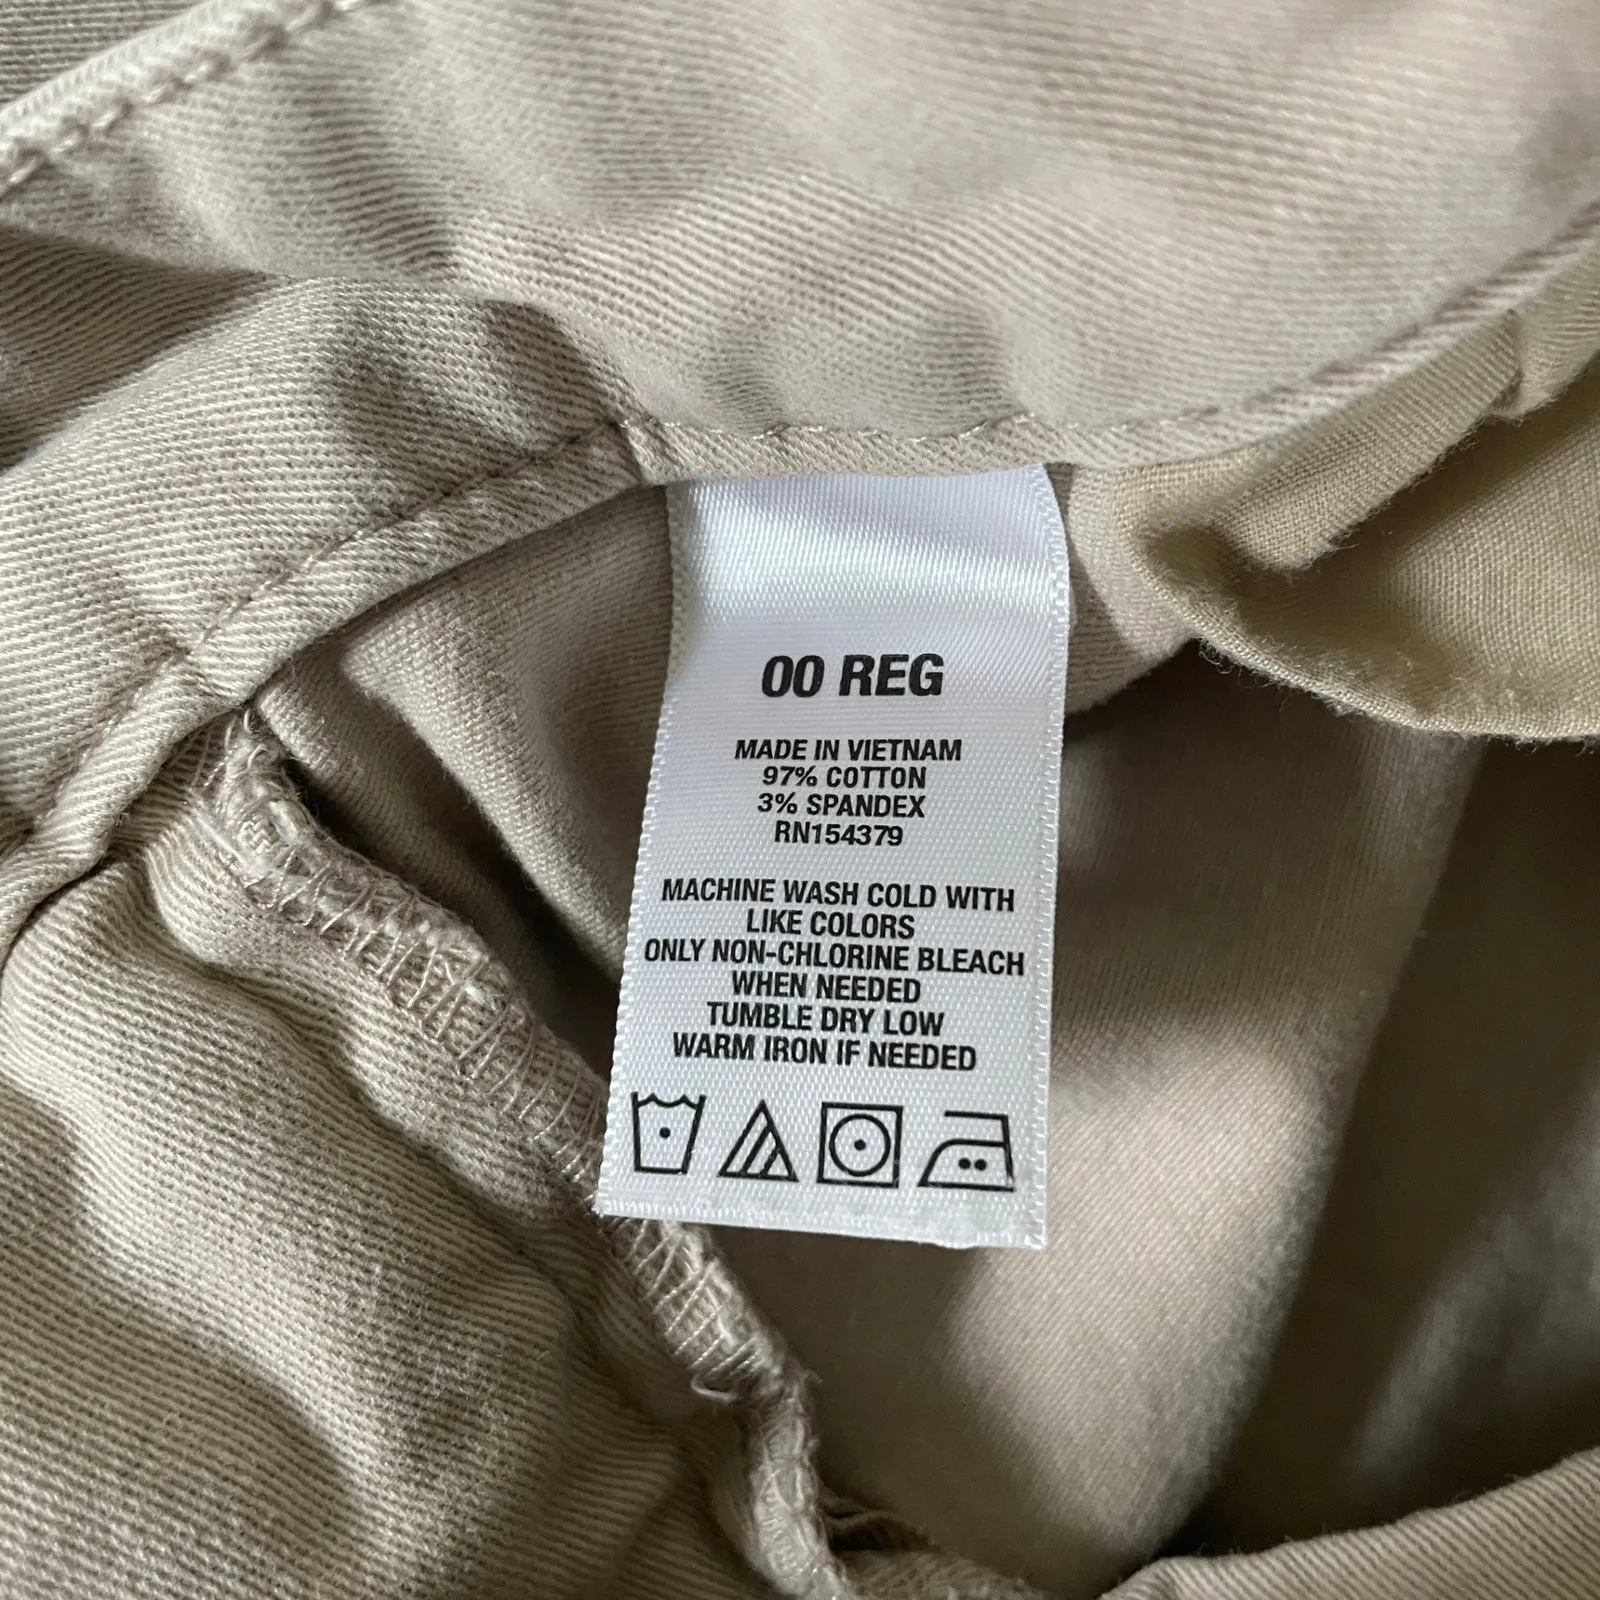 00 REG
MADE IN VIETNAM
97% COTTON
3% SPANDEX
RN154379
MACHINE WASH COLD WITH
LIKE COLORS
ONLY NON-CHLORINE BLEACH
WHEN NEEDED
TUMBLE DRY LOW
WARM IRON IF NEEDED